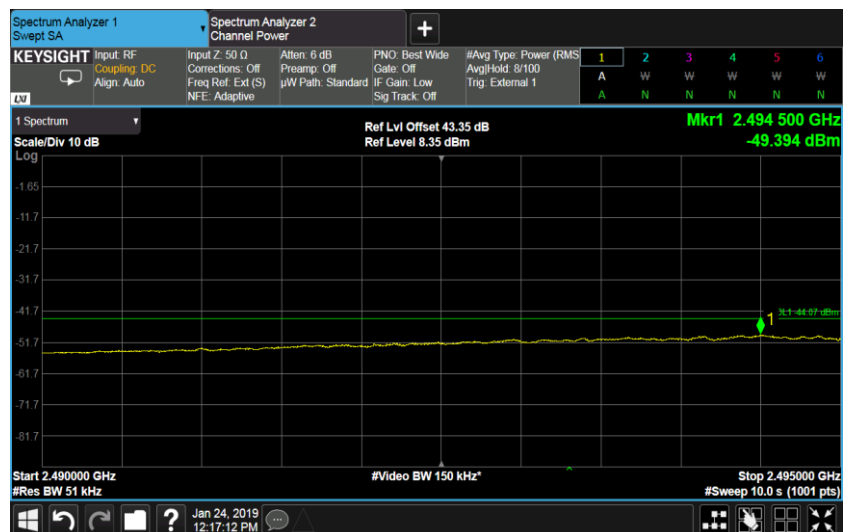 Spectrum Analyzer 1
Swept SA
Spectrum Analyzer 2
Channel Power
+
KEYSIGHT
LXI
Input: RF
Coupling: DC
Align: Auto
Input Z: 50 Ω
Corrections: Off
Freq Ref: Ext (S)
NFE: Adaptive
Atten: 6 dB
Preamp: Off
µW Path: Standard
PNO: Best Wide
Gate: Off
IF Gain: Low
Sig Track: Off
#Avg Type: Power (RMS
Avg|Hold: 8/100
Trig: External 1
1 2 3 4 5 6
A W W W W W
A N N N N N
1 Spectrum
Scale/Div 10 dB
Ref Lvl Offset 43.35 dB
Ref Level 8.35 dBm
Mkr1 2.494 500 GHz
-49.394 dBm
Log
-1.65
-11.7
-21.7
-31.7
-41.7
-51.7
-61.7
-71.7
-81.7
1
DL1 -44.07 dBm
Start 2.490000 GHz
#Res BW 51 kHz
#Video BW 150 kHz*
Stop 2.495000 GHz
#Sweep 10.0 s (1001 pts)
?
Jan 24, 2019
12:17:12 PM